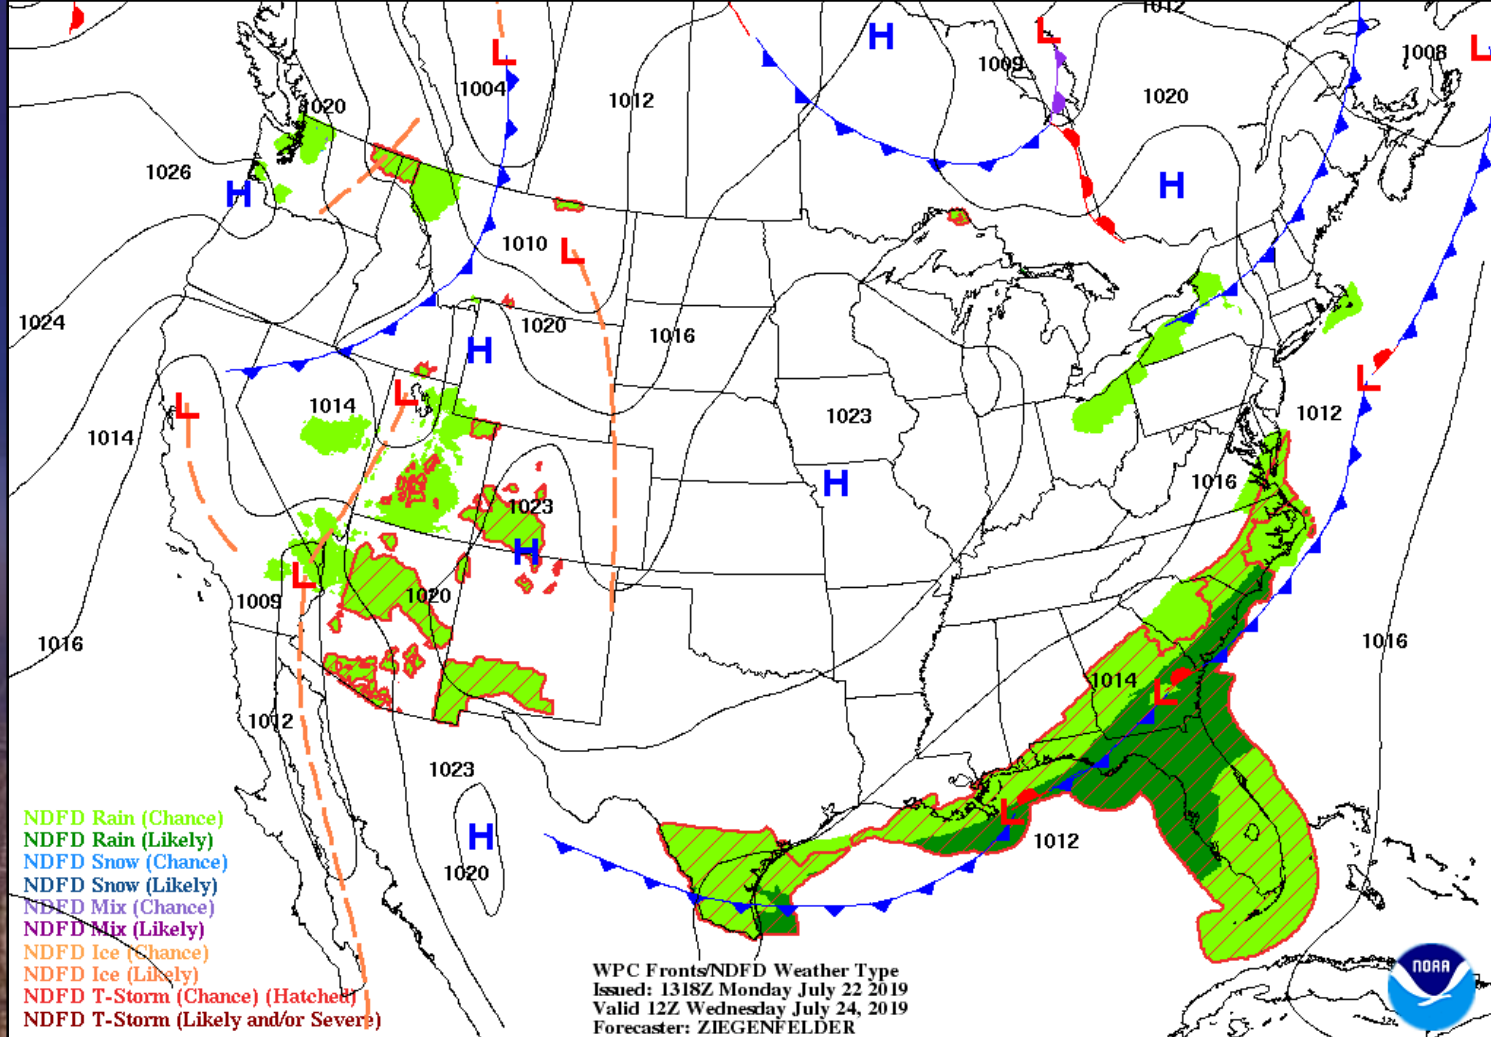 1012
L
L
H
L
1008
L
1009
1004
1012
1020
1020
1026
H
H
1010
L
1024
1020
1016
H
L
L
1014
1023
1012
L
1014
H
1016
1023
H
L
1009
1020
1016
1016
1014
L
1012
1023
L
1012
H
1020
NDFD Rain (Chance)
NDFD Rain (Likely)
NDFD Snow (Chance)
NDFD Snow (Likely)
NDFD Mix (Chance)
NDFD Mix (Likely)
NDFD Ice (Chance)
NDFD Ice (Likely)
NDFD T-Storm (Chance) (Hatched)
NDFD T-Storm (Likely and/or Severe)
WPC Fronts/NDFD Weather Type
Issued: 1318Z Monday July 22 2019
Valid 12Z Wednesday July 24, 2019
Forecaster: ZIEGENFELDER
NOAA